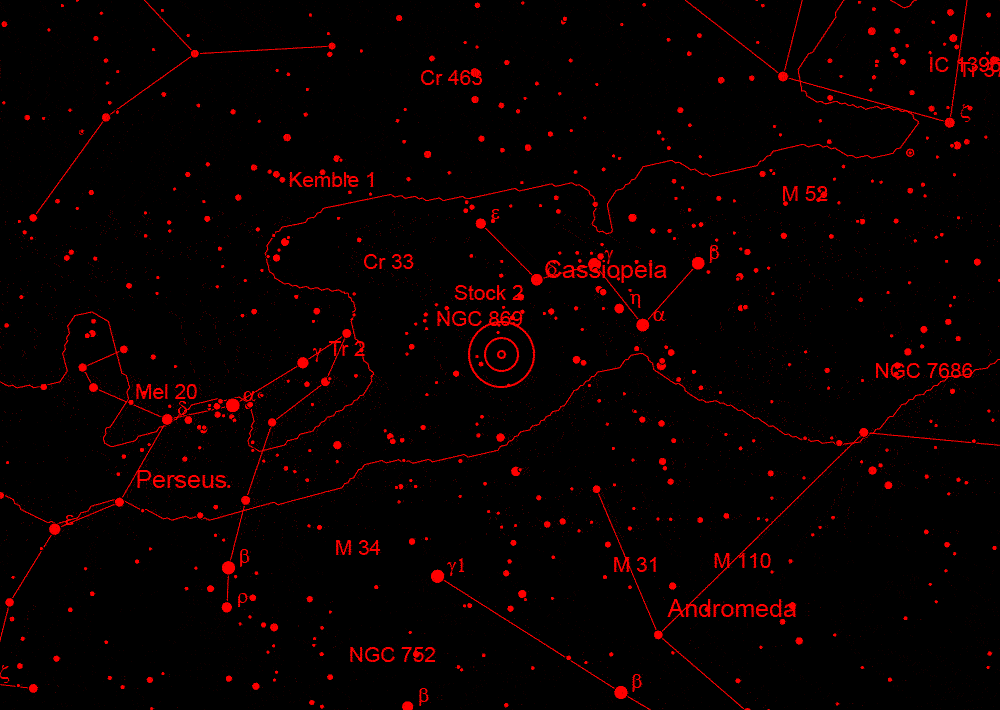 Cr 463
IC 1396
ξ
Kemble 1
M 52
ε
γ
β
Cr 33
Cassiopeia
Stock 2
η
NGC 869
α
γ Tr 2
NGC 7686
Mel 20
α
δ
Perseus
ε
M 34
β
γ1
M 31
M 110
ρ
Andromeda
NGC 752
ζ
β
β